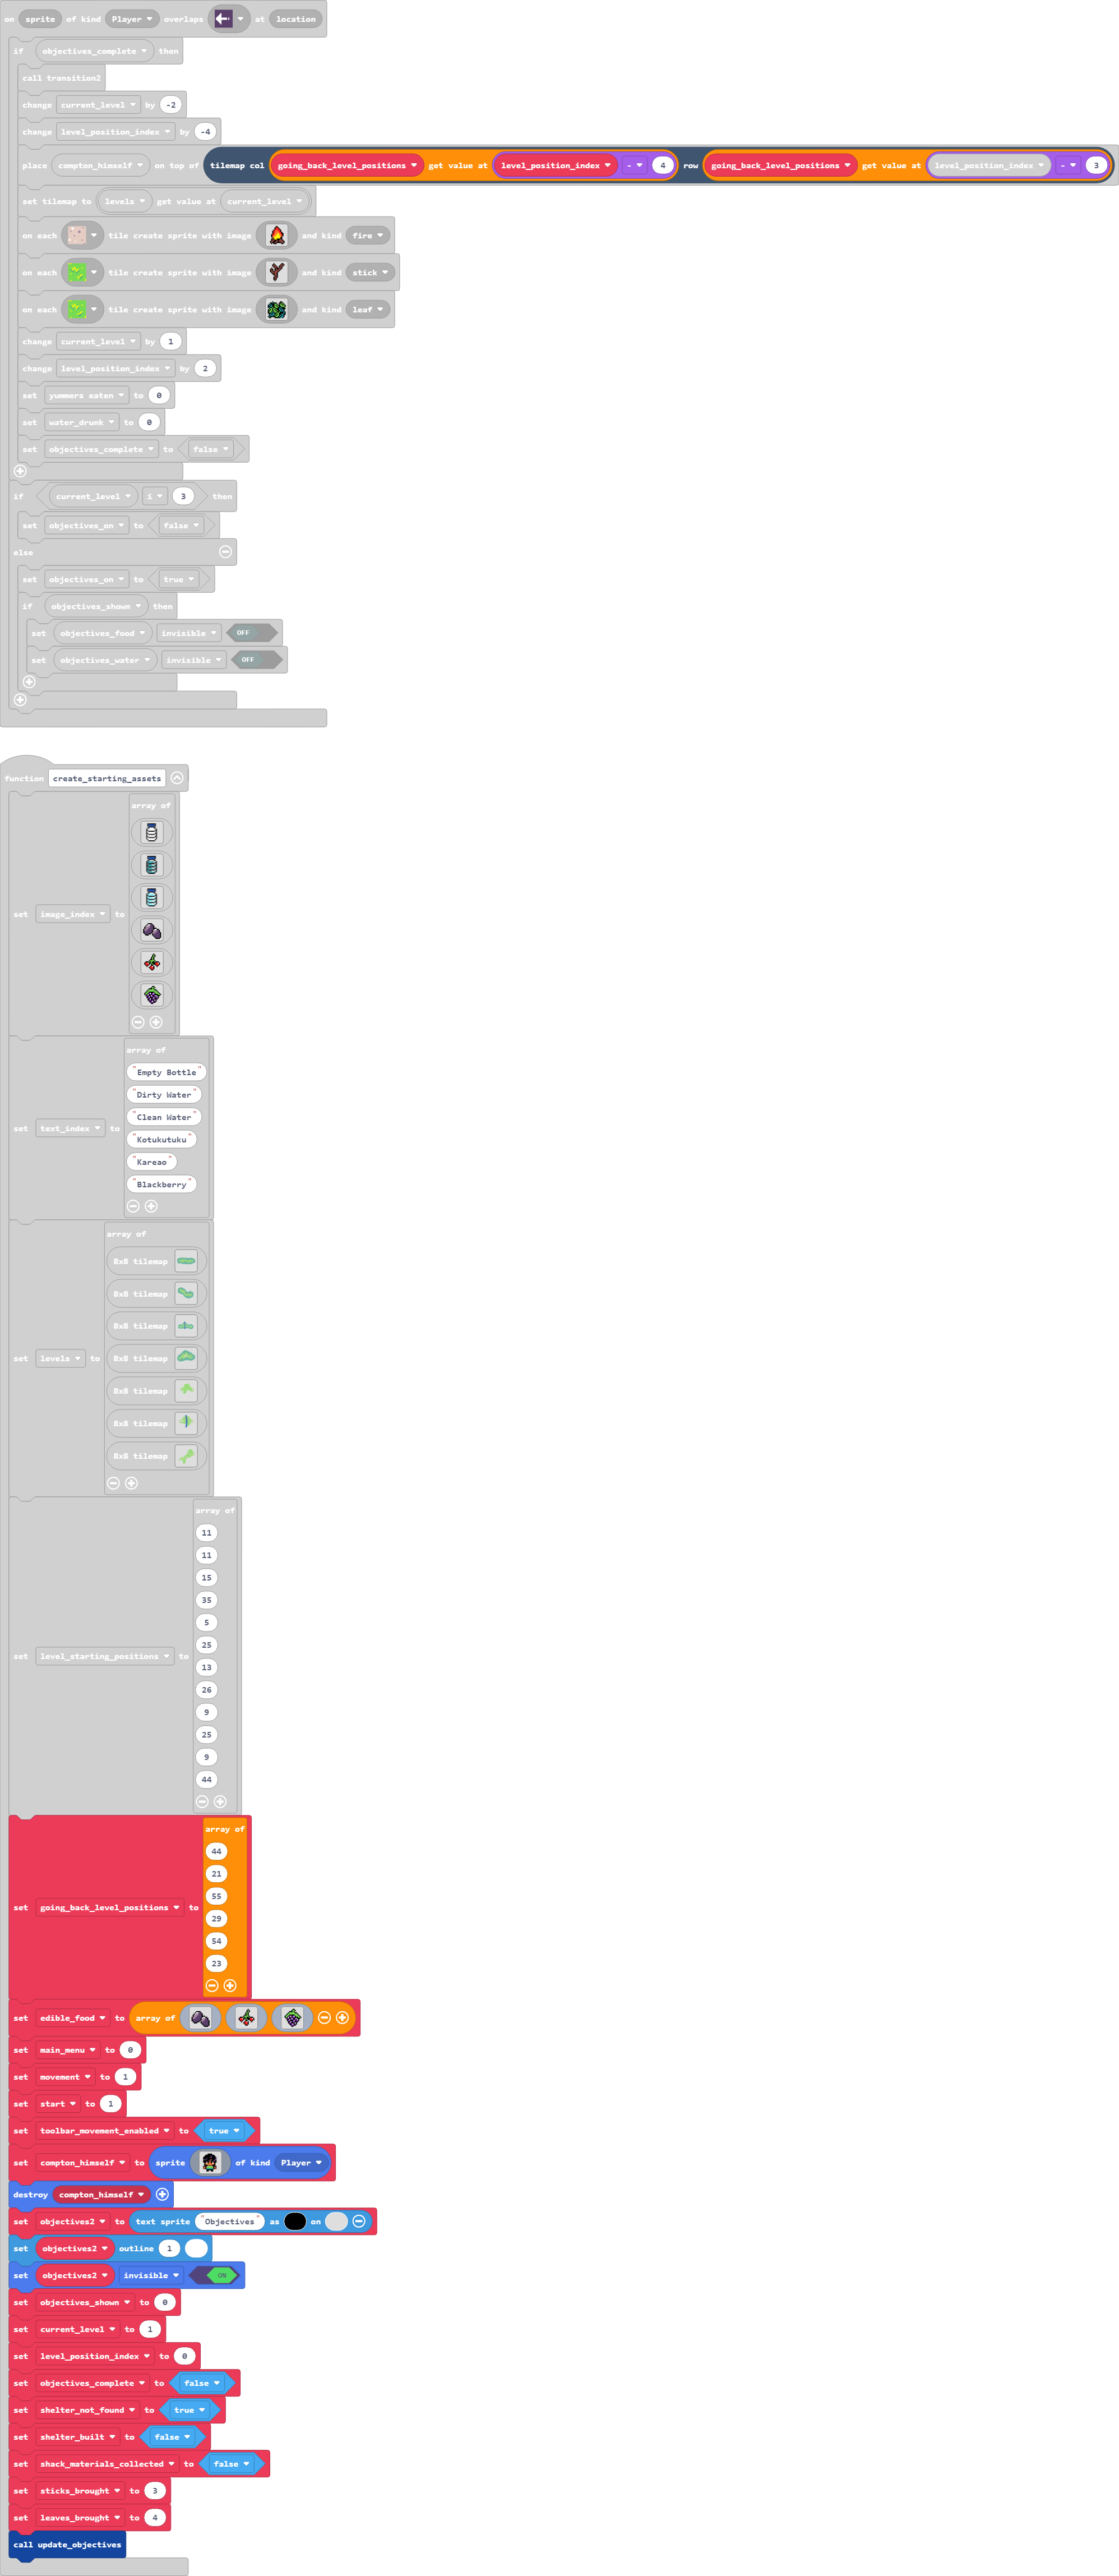 on sprite of kind Player overlaps at location
if objectives_complete then
call transition2
change current_level by -2
change level_position_index by -4
place compton_himself on top of tilemap col going_back_level_positions get value at level_position_index - 4 row going_back_level_positions get value at level_position_index - 3
set tilemap to levels get value at current_level
on each tile create sprite with image and kind fire
on each tile create sprite with image and kind stick
on each tile create sprite with image and kind leaf
change current_level by 1
change level_position_index by 2
set yummers eaten to 0
set water_drunk to 0
set objectives_complete to false
if current_level ≤ 3 then
set objectives_on to false
else
set objectives_on to true
if objectives_shown then
set objectives_food invisible OFF
set objectives_water invisible OFF
function create_starting_assets
array of
set image_index to
array of
"Empty Bottle"
"Dirty Water"
"Clean Water"
set text_index to
"Kotukutuku"
"Kareao"
"Blackberry"
array of
8x8 tilemap
8x8 tilemap
8x8 tilemap
set levels to
8x8 tilemap
8x8 tilemap
8x8 tilemap
8x8 tilemap
array of
11
11
15
35
5
25
set level_starting_positions to
13
26
9
25
9
44
array of
44
21
55
set going_back_level_positions to
29
54
23
set edible_food to array of
set main_menu to 0
set movement to 1
set start to 1
set toolbar_movement_enabled to true
set compton_himself to sprite of kind Player
destroy compton_himself
set objectives2 to text sprite "Objectives" as on
set objectives2 outline 1
set objectives2 invisible ON
set objectives_shown to 0
set current_level to 1
set level_position_index to 0
set objectives_complete to false
set shelter_not_found to true
set shelter_built to false
set shack_materials_collected to false
set sticks_brought to 3
set leaves_brought to 4
call update_objectives